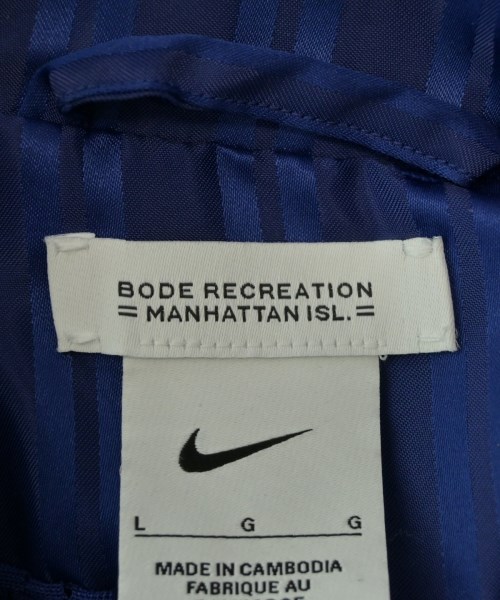 BODE RECREATION
= MANHATTAN ISL. =
L G G
MADE IN CAMBODIA
FABRIQUE AU